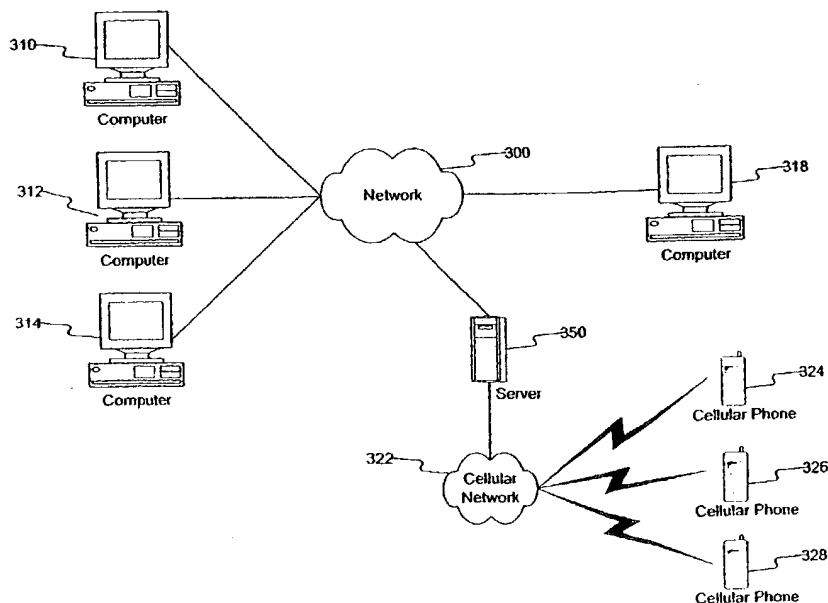 310
Computer
300
318
Network
312
Computer
Computer
314
350
324
Computer
Server
Cellular Phone
322
Cellular
Network
326
Cellular Phone
328
Cellular Phone